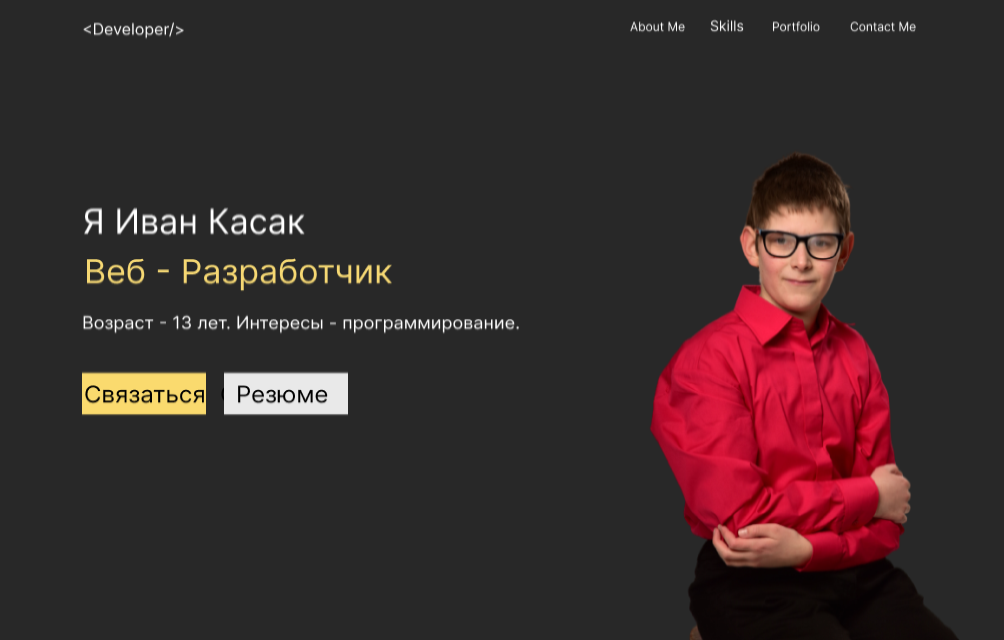 <Developer/>
About Me Skills Portfolio Contact Me
Я Иван Касак
Веб - Разработчик
Возраст - 13 лет. Интересы - программирование.
Связаться Резюме